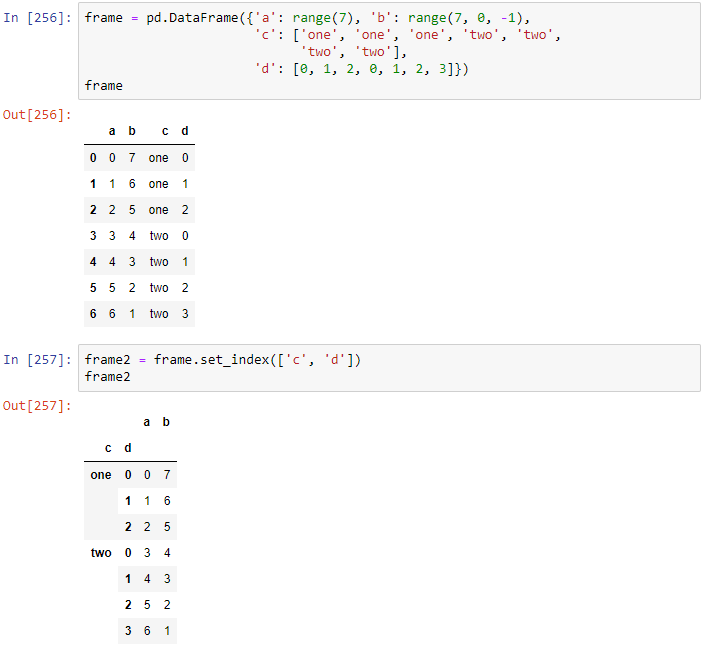 In [256]: frame = pd.DataFrame({'a': range(7), 'b': range(7, 0, -1),
'c': ['one', 'one', 'one', 'two', 'two',
'two', 'two'],
'd': [0, 1, 2, 0, 1, 2, 3]})
frame
Out[256]:
a b c d
0 0 7 one 0
1 1 6 one 1
2 2 5 one 2
3 3 4 two 0
4 4 3 two 1
5 5 2 two 2
6 6 1 two 3
In [257]: frame2 = frame.set_index(['c', 'd'])
frame2
Out[257]:
a b
c d
one 0 0 7
1 1 6
2 2 5
two 0 3 4
1 4 3
2 5 2
3 6 1